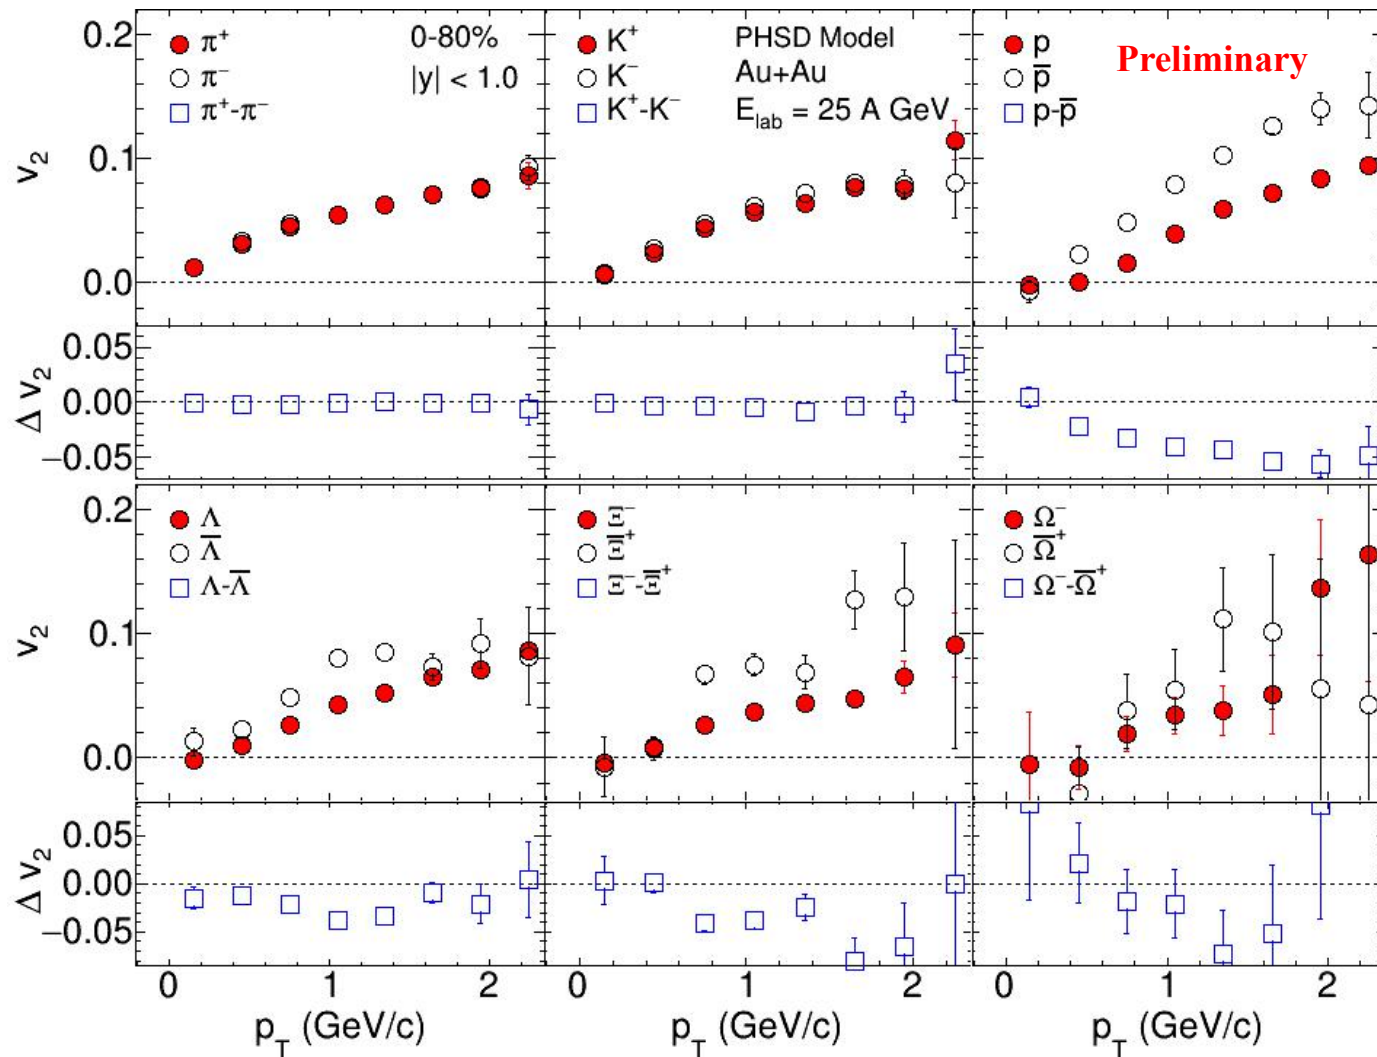 0.2
0.1
0.0
v₂
π⁺
π⁻
π⁺-π⁻
0-80%
|y| < 1.0
K⁺
K⁻
K⁺-K⁻
PHSD Model
Au+Au
E_lab = 25 A GeV
p
p̅
p-p̅
Preliminary
0.05
0.00
−0.05
Δ v₂
0.2
0.1
0.0
v₂
Λ
Λ̅
Λ-Λ̅
Ξ⁻
Ξ̅⁺
Ξ⁻-Ξ̅⁺
Ω⁻
Ω̅⁺
Ω⁻-Ω̅⁺
0.05
0.00
−0.05
Δ v₂
0 1 2
0 1 2
0 1 2
p_T (GeV/c)
p_T (GeV/c)
p_T (GeV/c)